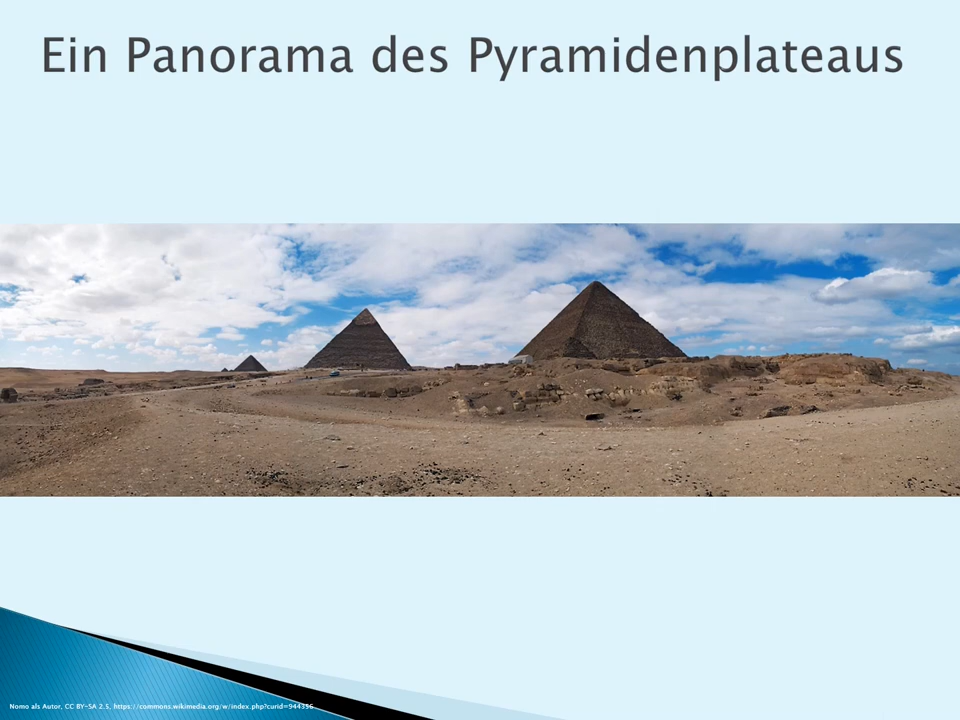 Ein Panorama des Pyramidenplateaus
Nomo als Autor, CC BY-SA 2.5, https://commons.wikimedia.org/w/index.php?curid=944356